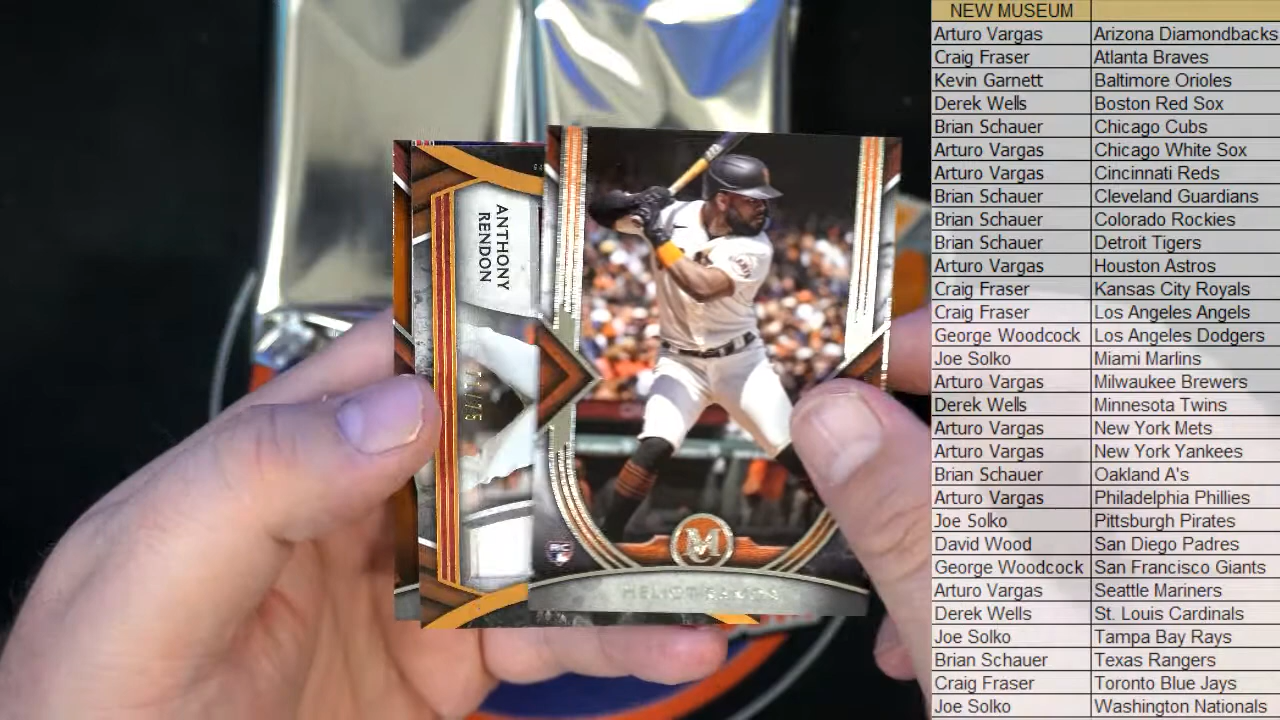 NEW MUSEUM
Arturo Vargas Arizona Diamondbacks
Craig Fraser Atlanta Braves
Kevin Garnett Baltimore Orioles
Derek Wells Boston Red Sox
Brian Schauer Chicago Cubs
Arturo Vargas Chicago White Sox
Arturo Vargas Cincinnati Reds
Brian Schauer Cleveland Guardians
Brian Schauer Colorado Rockies
Brian Schauer Detroit Tigers
Arturo Vargas Houston Astros
Craig Fraser Kansas City Royals
Craig Fraser Los Angeles Angels
George Woodcock Los Angeles Dodgers
Joe Solko Miami Marlins
Arturo Vargas Milwaukee Brewers
Derek Wells Minnesota Twins
Arturo Vargas New York Mets
Arturo Vargas New York Yankees
Brian Schauer Oakland A's
Arturo Vargas Philadelphia Phillies
Joe Solko Pittsburgh Pirates
David Wood San Diego Padres
George Woodcock San Francisco Giants
Arturo Vargas Seattle Mariners
Derek Wells St. Louis Cardinals
Joe Solko Tampa Bay Rays
Brian Schauer Texas Rangers
Craig Fraser Toronto Blue Jays
Joe Solko Washington Nationals
ANTHONY
RENDON
RC
HELIOT